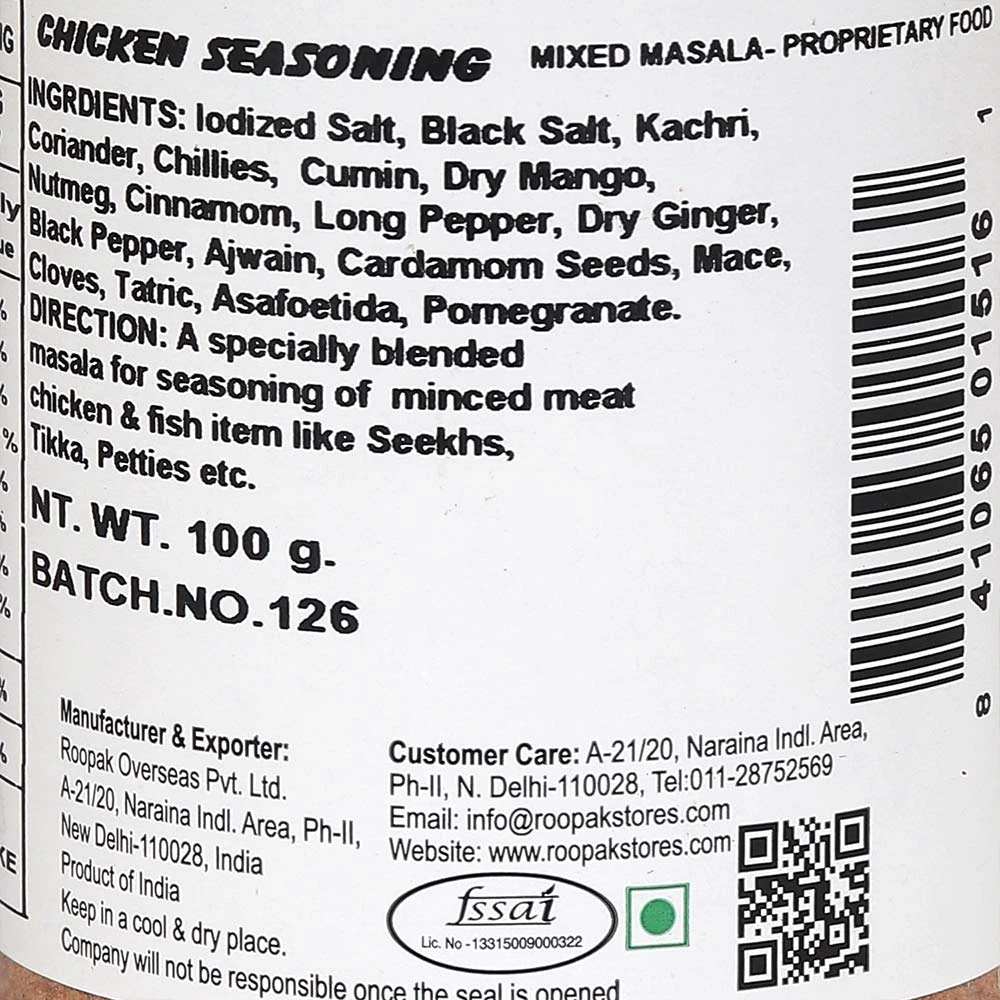 CHICKEN SEASONING MIXED MASALA- PROPRIETARY FOOD
INGRDIENTS: Iodized Salt, Black Salt, Kachri,
Coriander, Chillies, Cumin, Dry Mango,
Nutmeg, Cinnamom, Long Pepper, Dry Ginger,
Black Pepper, Ajwain, Cardamom Seeds, Mace,
Cloves, Tatric, Asafoetida, Pomegranate.
DIRECTION: A specially blended
masala for seasoning of minced meat
chicken & fish item like Seekhs,
Tikka, Petties etc.
NT. WT. 100 g.
BATCH.NO.126
8 41065 01516 1
Manufacturer & Exporter:
Roopak Overseas Pvt. Ltd.
A-21/20, Naraina Indl. Area, Ph-II,
New Delhi-110028, India
Product of India
Keep in a cool & dry place.
Company will not be responsible once the seal is opened
Customer Care: A-21/20, Naraina Indl. Area,
Ph-II, N. Delhi-110028, Tel:011-28752569
Email: info@roopakstores.com
Website: www.roopakstores.com
fssai
Lic. No -13315009000322